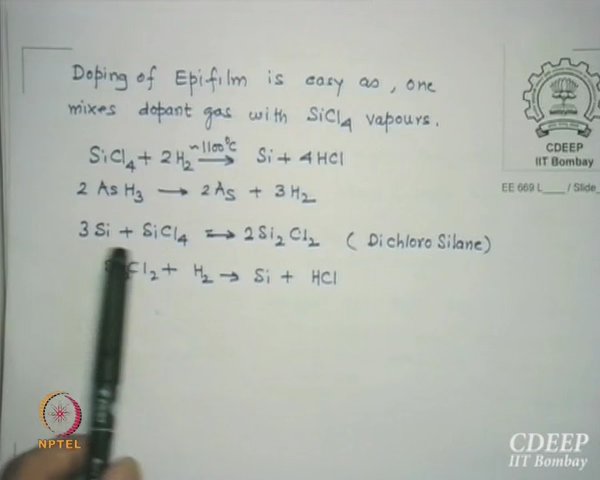 Doping of Epifilm is easy as, one
mixes dopant gas with SiCl4 vapours.
SiCl4 + 2H2 ~1100°C → Si + 4HCl
2 AsH3 → 2As + 3H2
3Si + SiCl4 ⇌ 2Si2Cl2 (Dichloro Silane)
Cl2 + H2 → Si + HCl
CDEEP
IIT Bombay
EE 669 L____ / Slide_
NPTEL
CDEEP
IIT Bombay